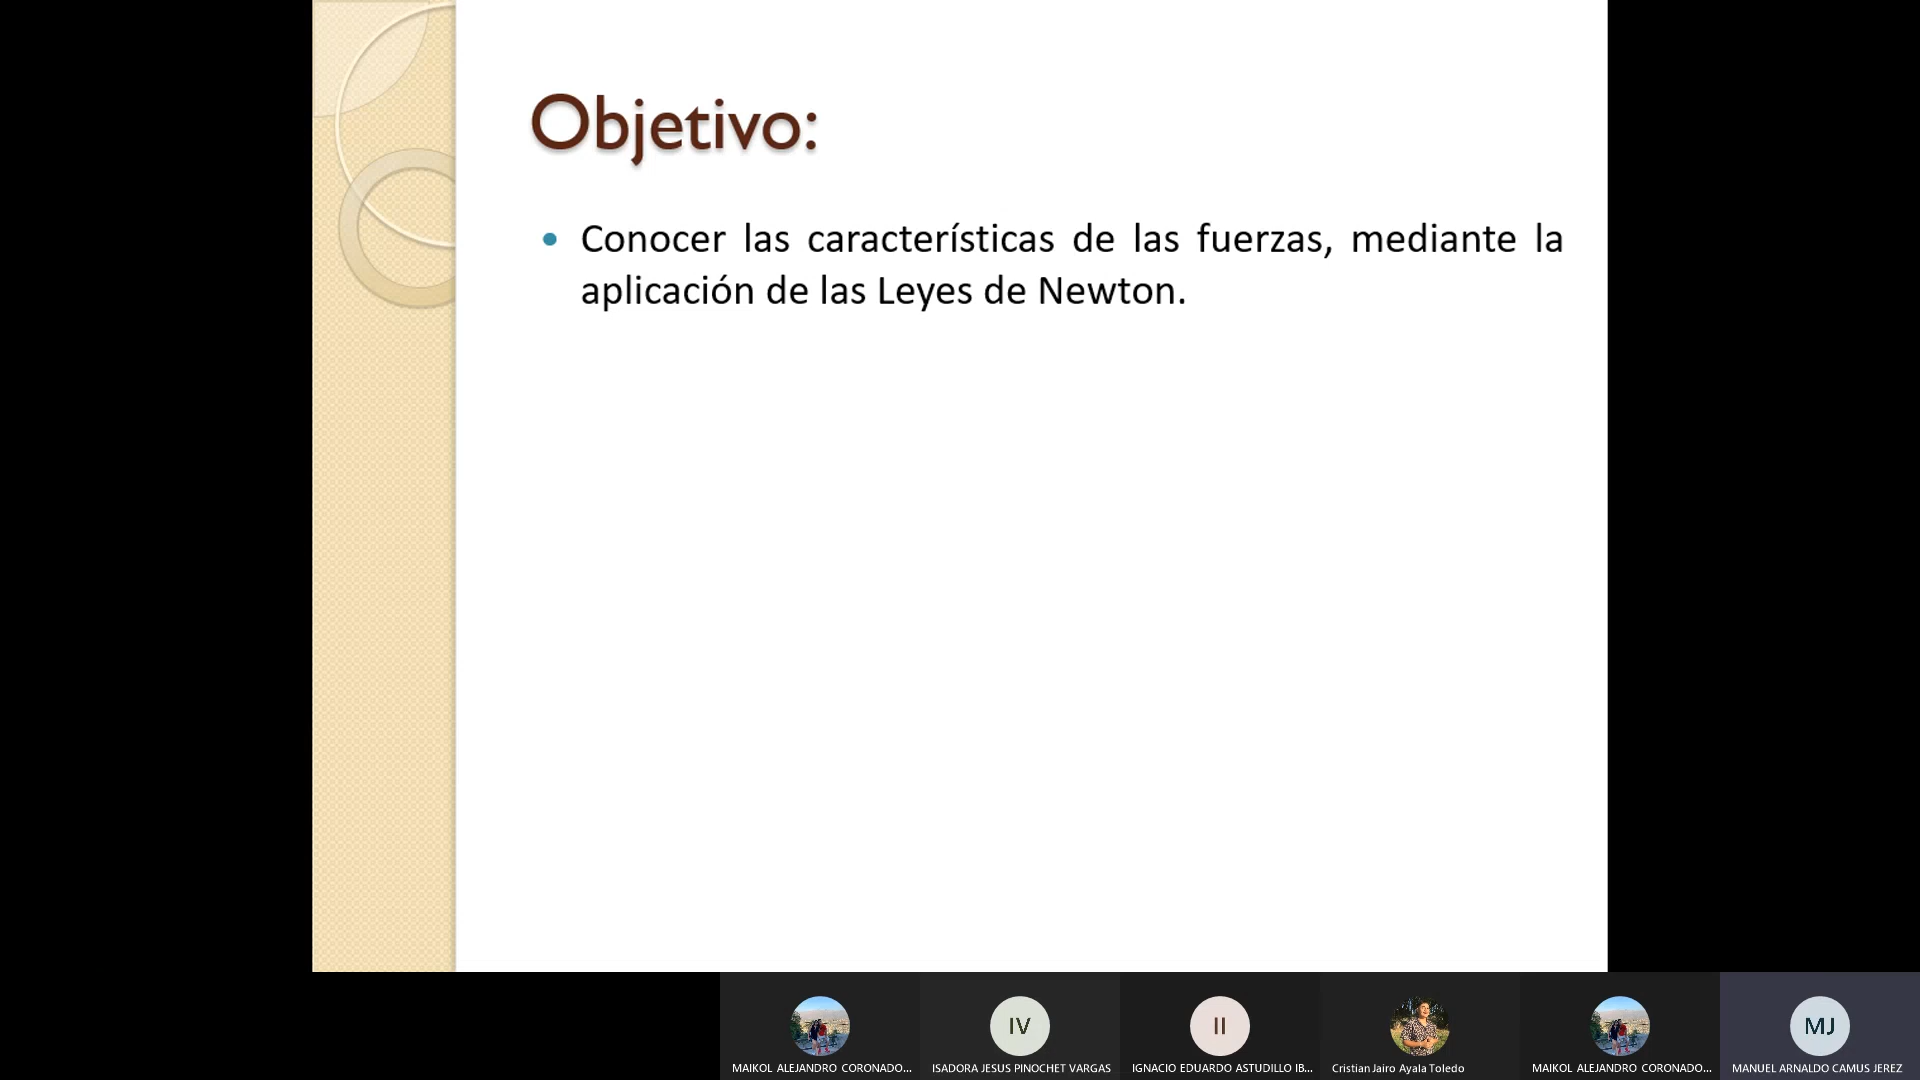 Objetivo:
• Conocer las características de las fuerzas, mediante la
aplicación de las Leyes de Newton.
IV
II
MJ
MAIKOL ALEJANDRO CORONADO...
ISADORA JESUS PINOCHET VARGAS
IGNACIO EDUARDO ASTUDILLO IB...
Cristian Jairo Ayala Toledo
MAIKOL ALEJANDRO CORONADO...
MANUEL ARNALDO CAMUS JEREZ